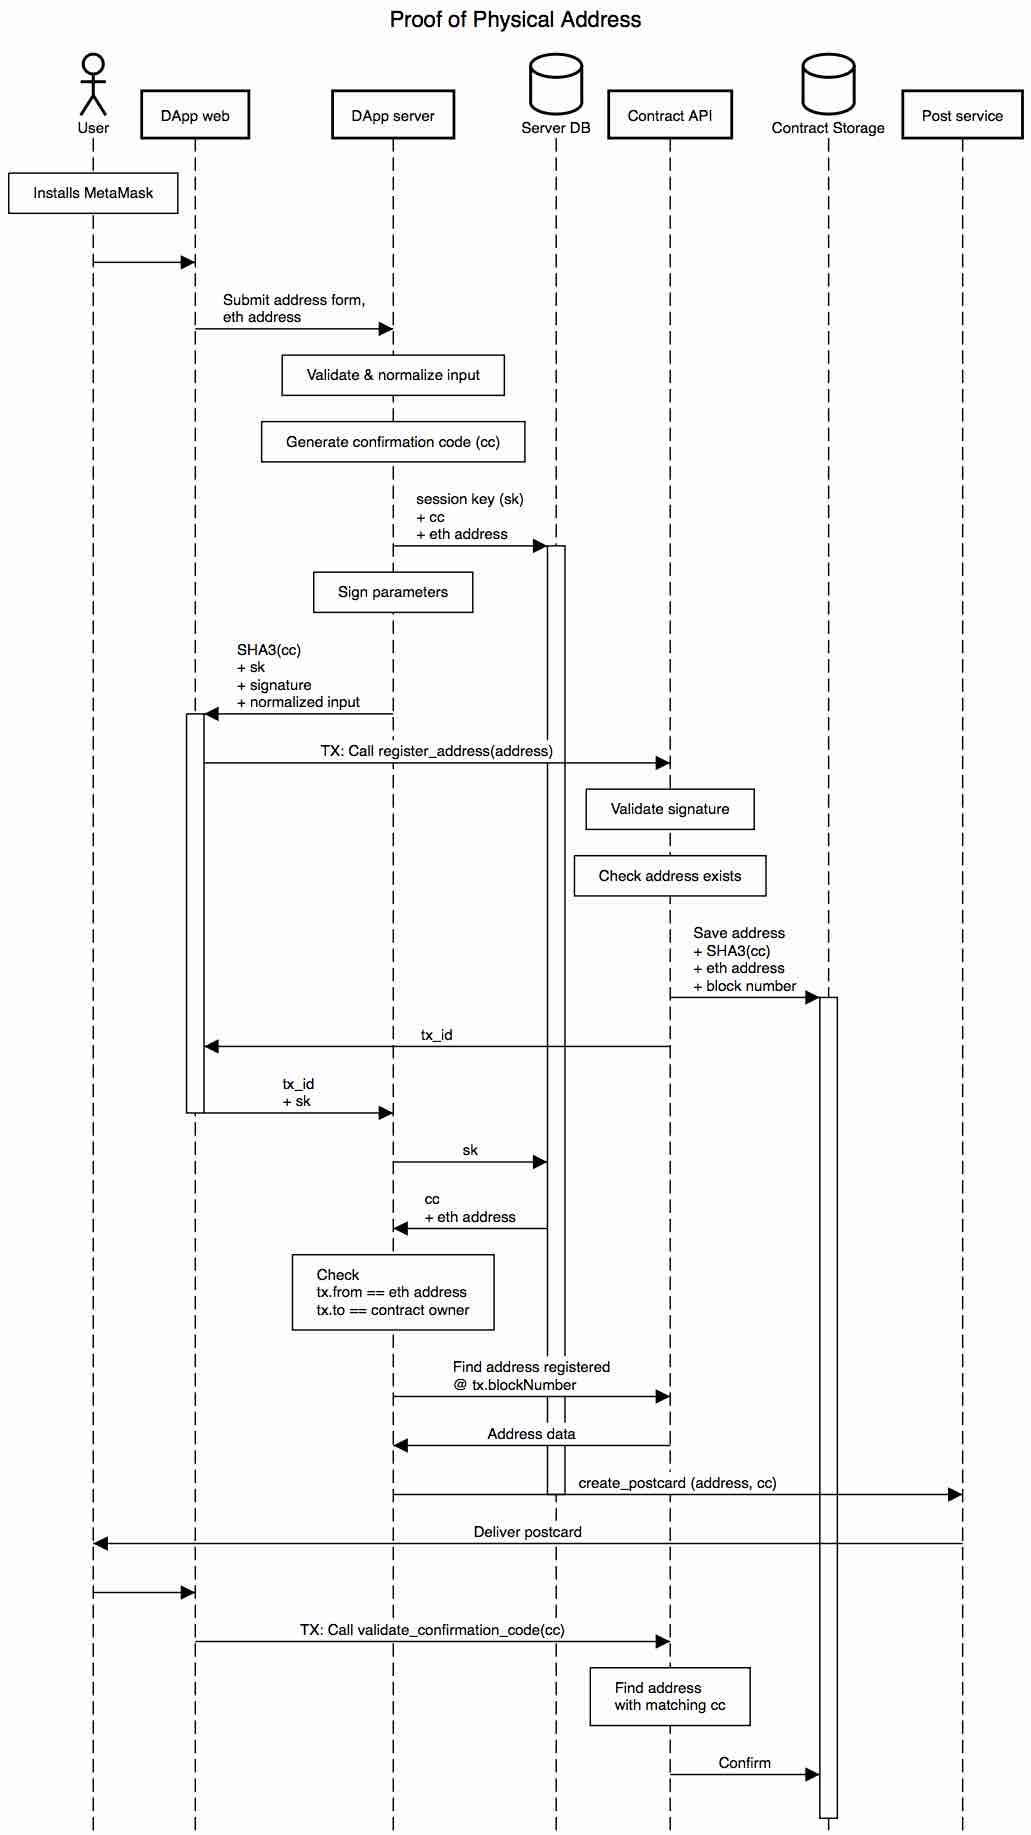 Proof of Physical Address
User
DApp web
DApp server
Server DB
Contract API
Contract Storage
Post service
Installs MetaMask
Submit address form,
eth address
Validate & normalize input
Generate confirmation code (cc)
session key (sk)
+ cc
+ eth address
Sign parameters
SHA3(cc)
+ sk
+ signature
+ normalized input
TX: Call register_address(address)
Validate signature
Check address exists
Save address
+ SHA3(cc)
+ eth address
+ block number
tx_id
tx_id
+ sk
sk
cc
+ eth address
Check
tx.from == eth address
tx.to == contract owner
Find address registered
@ tx.blockNumber
Address data
create_postcard (address, cc)
Deliver postcard
TX: Call validate_confirmation_code(cc)
Find address
with matching cc
Confirm